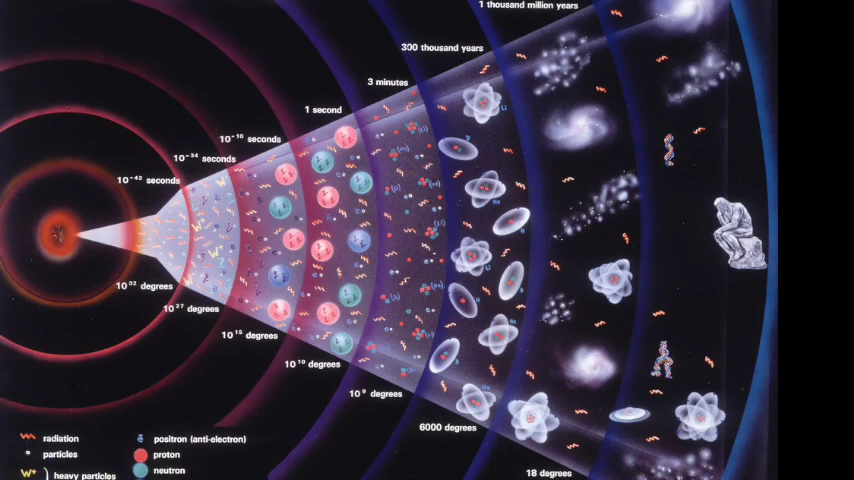 1 thousand million years
300 thousand years
3 minutes
1 second
10⁻¹⁰ seconds
10⁻³⁴ seconds
10⁻⁴³ seconds
10³² degrees
10²⁷ degrees
10¹⁵ degrees
10¹⁰ degrees
10⁹ degrees
6000 degrees
18 degrees
radiation
particles
W⁺ } heavy particles
ē positron (anti-electron)
proton
neutron